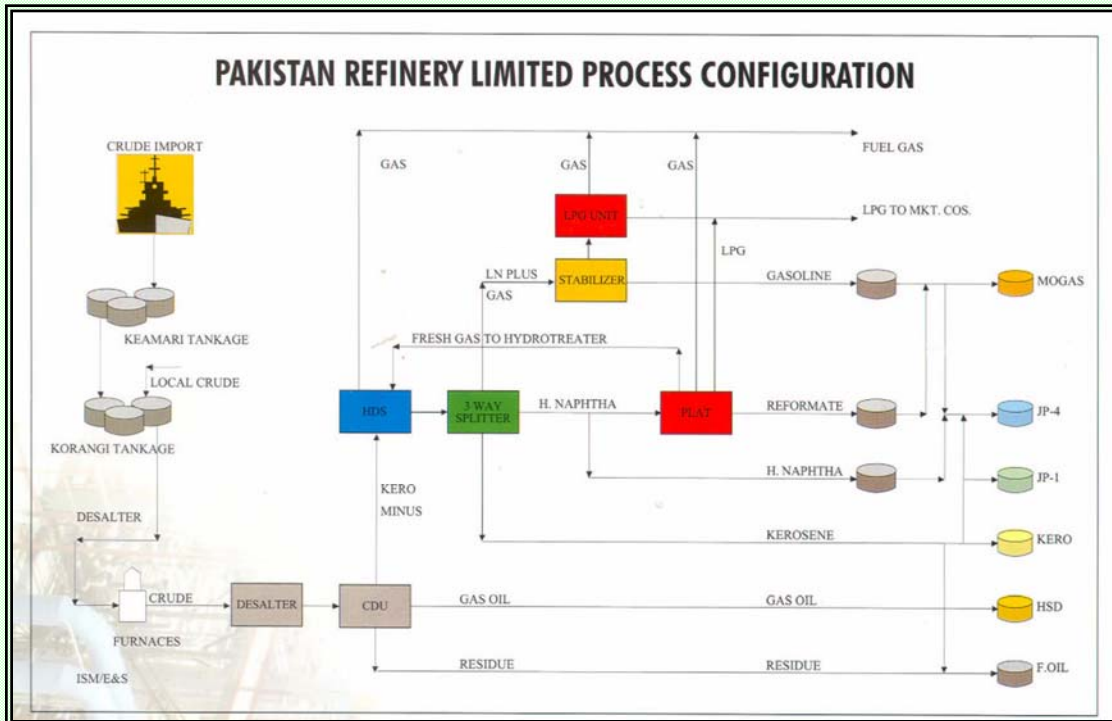 PAKISTAN REFINERY LIMITED PROCESS CONFIGURATION
CRUDE IMPORT
GAS
GAS
GAS
FUEL GAS
LPG UNIT
LPG TO MKT. COS.
LPG
LN PLUS
GAS
STABILIZER
GASOLINE
MOGAS
KEAMARI TANKAGE
FRESH GAS TO HYDROTREATER
LOCAL CRUDE
HDS
3-WAY
SPLITTER
H. NAPHTHA
PLAT
REFORMATE
JP-4
KORANGI TANKAGE
H. NAPHTHA
JP-1
KERO
MINUS
DESALTER
KEROSENE
KERO
CRUDE
DESALTER
CDU
GAS OIL
GAS OIL
HSD
FURNACES
RESIDUE
RESIDUE
F.OIL
ISM/E&S